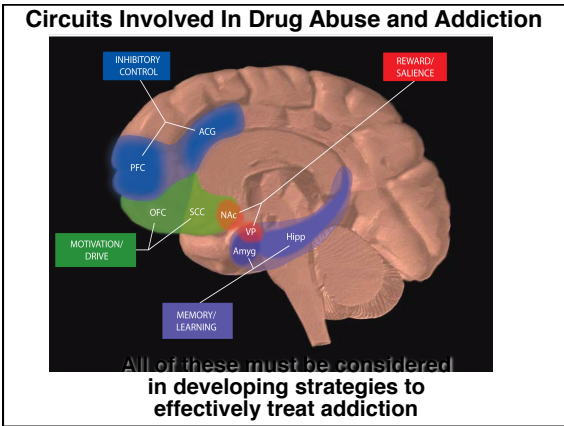 Circuits Involved In Drug Abuse and Addiction
INHIBITORY
CONTROL
REWARD/
SALIENCE
ACG
PFC
OFC
SCC
NAc
VP
Hipp
Amyg
MOTIVATION/
DRIVE
MEMORY/
LEARNING
All of these must be considered
in developing strategies to
effectively treat addiction